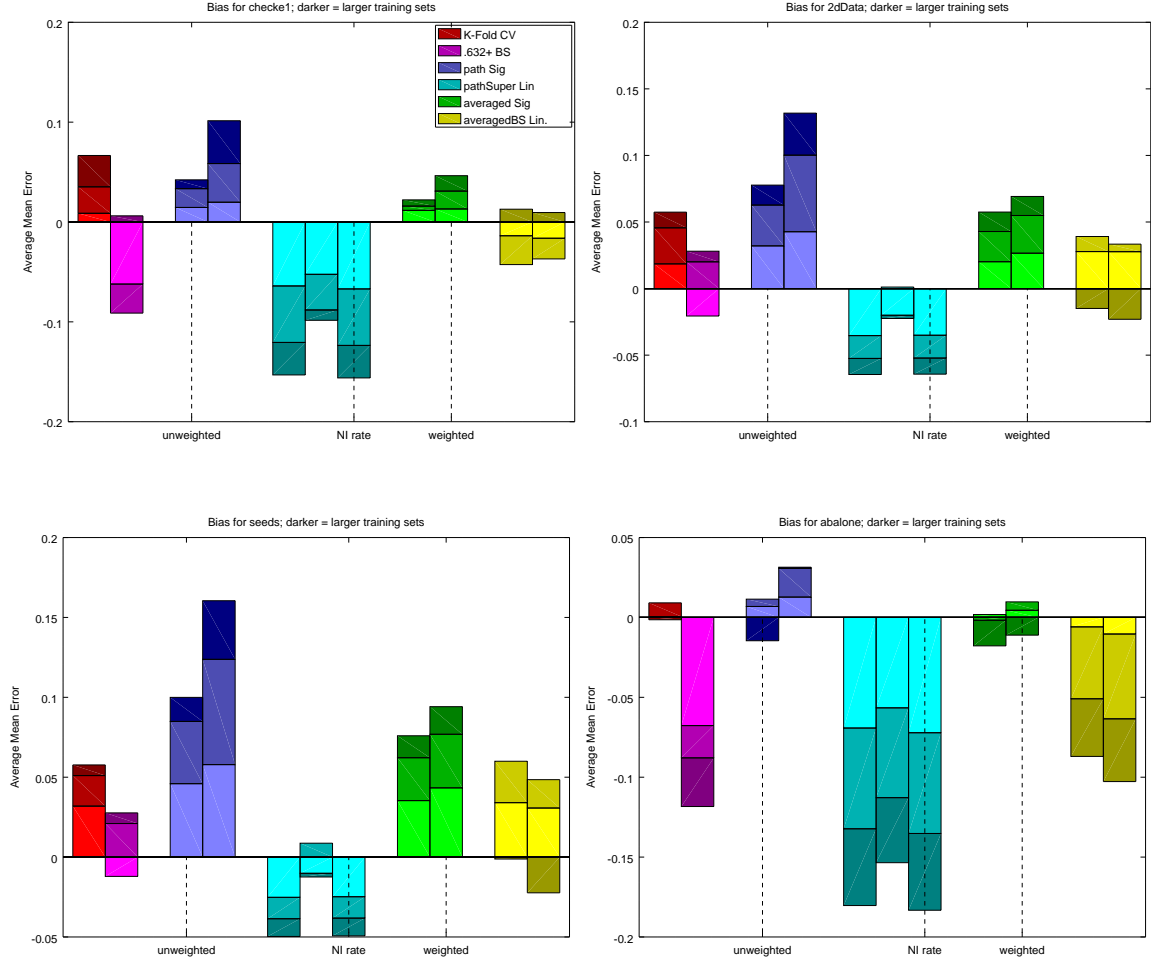 Bias for checke1; darker = larger training sets
0.2
0.1
0
-0.1
-0.2
Average Mean Error
K-Fold CV
.632+ BS
path Sig
pathSuper Lin
averaged Sig
averagedBS Lin.
unweighted
NI rate
weighted
Bias for 2dData; darker = larger training sets
0.2
0.15
0.1
0.05
0
-0.05
-0.1
Average Mean Error
unweighted
NI rate
weighted
Bias for seeds; darker = larger training sets
0.2
0.15
0.1
0.05
0
-0.05
Average Mean Error
unweighted
NI rate
weighted
Bias for abalone; darker = larger training sets
0.05
0
-0.05
-0.1
-0.15
-0.2
Average Mean Error
unweighted
NI rate
weighted